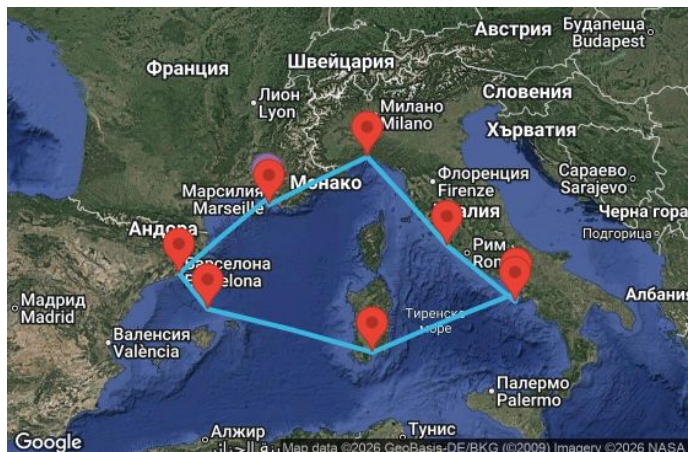 Австрия
Будапеща
Budapest
Швейцария
Франция
Лион
Lyon
Милано
Milano
Словения
Хърватия
Марсилия
Marseille
Монако
Флоренция
Firenze
Сараево
Sarajevo
Черна гора
Подгорица
Андора
Рим
Барселона
Мадрид
Madrid
Албания
Валенсия
València
Тиренско
море
Палермо
Palermo
Алжир
Тунис
Google
Map data ©2026 GeoBasis-DE/BKG (©2009) Imagery ©2026 NASA